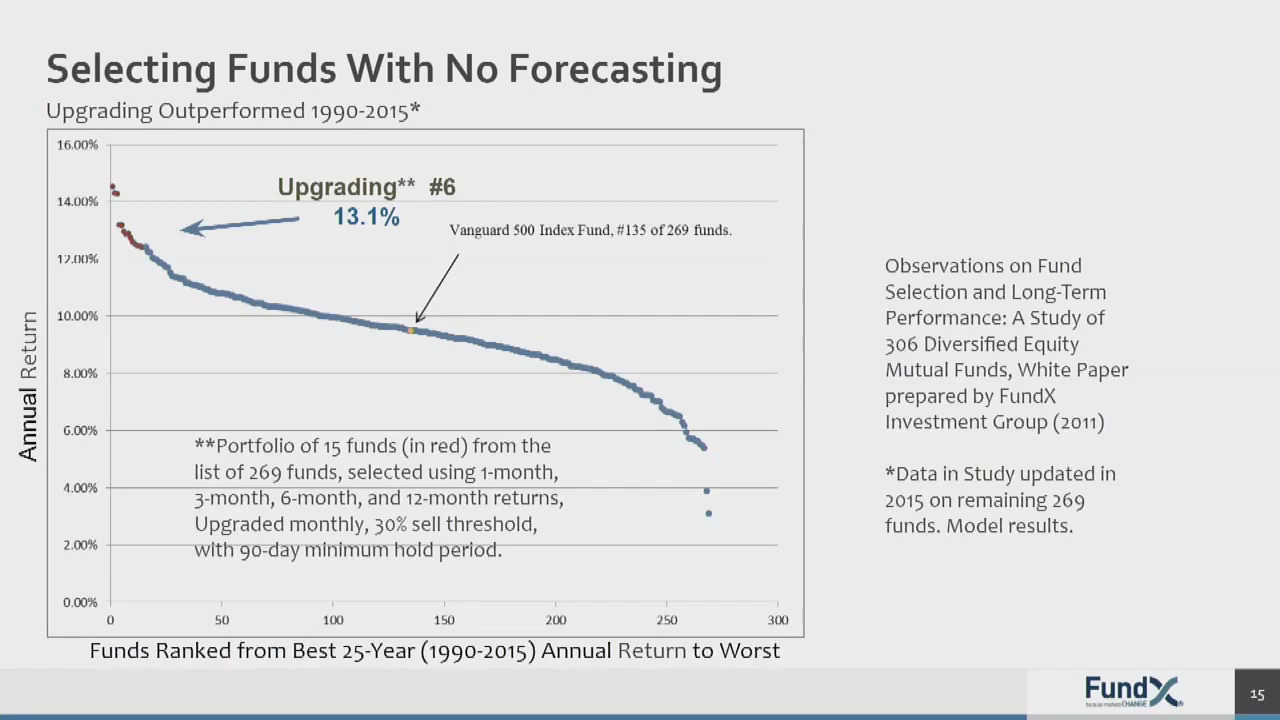 Selecting Funds With No Forecasting
Upgrading Outperformed 1990-2015*
16.00%
14.00%
12.00%
10.00%
8.00%
6.00%
4.00%
2.00%
0.00%
Annual Return
Upgrading** #6
13.1%
Vanguard 500 Index Fund, #135 of 269 funds.
**Portfolio of 15 funds (in red) from the
list of 269 funds, selected using 1-month,
3-month, 6-month, and 12-month returns,
Upgraded monthly, 30% sell threshold,
with 90-day minimum hold period.
0 50 100 150 200 250 300
Funds Ranked from Best 25-Year (1990-2015) Annual Return to Worst
Observations on Fund
Selection and Long-Term
Performance: A Study of
306 Diversified Equity
Mutual Funds, White Paper
prepared by FundX
Investment Group (2011)
*Data in Study updated in
2015 on remaining 269
funds. Model results.
FundX®
because markets CHANGE
15